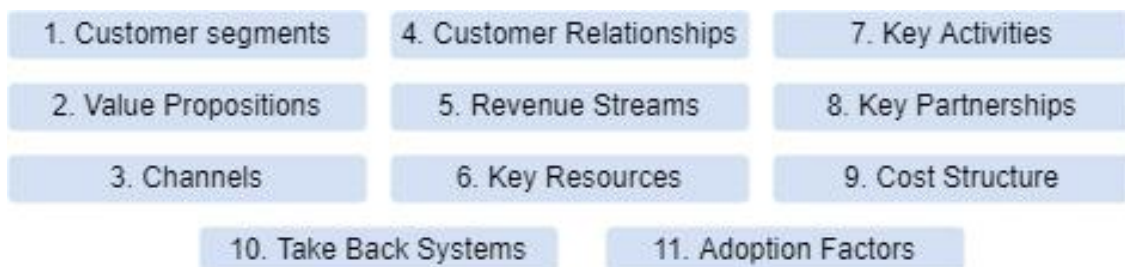 1. Customer segments
4. Customer Relationships
7. Key Activities
2. Value Propositions
5. Revenue Streams
8. Key Partnerships
3. Channels
6. Key Resources
9. Cost Structure
10. Take Back Systems
11. Adoption Factors